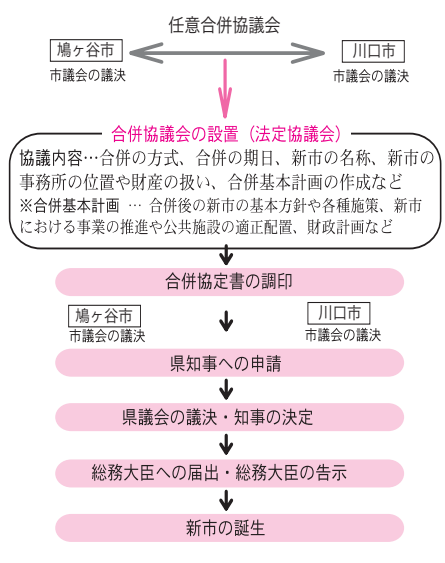 任意合併協議会
鳩ヶ谷市
川口市
市議会の議決
市議会の議決
合併協議会の設置（法定協議会）
協議内容…合併の方式、合併の期日、新市の名称、新市の
事務所の位置や財産の扱い、合併基本計画の作成など
※合併基本計画 … 合併後の新市の基本方針や各種施策、新市
における事業の推進や公共施設の適正配置、財政計画など
合併協定書の調印
鳩ヶ谷市
川口市
市議会の議決
市議会の議決
県知事への申請
県議会の議決・知事の決定
総務大臣への届出・総務大臣の告示
新市の誕生